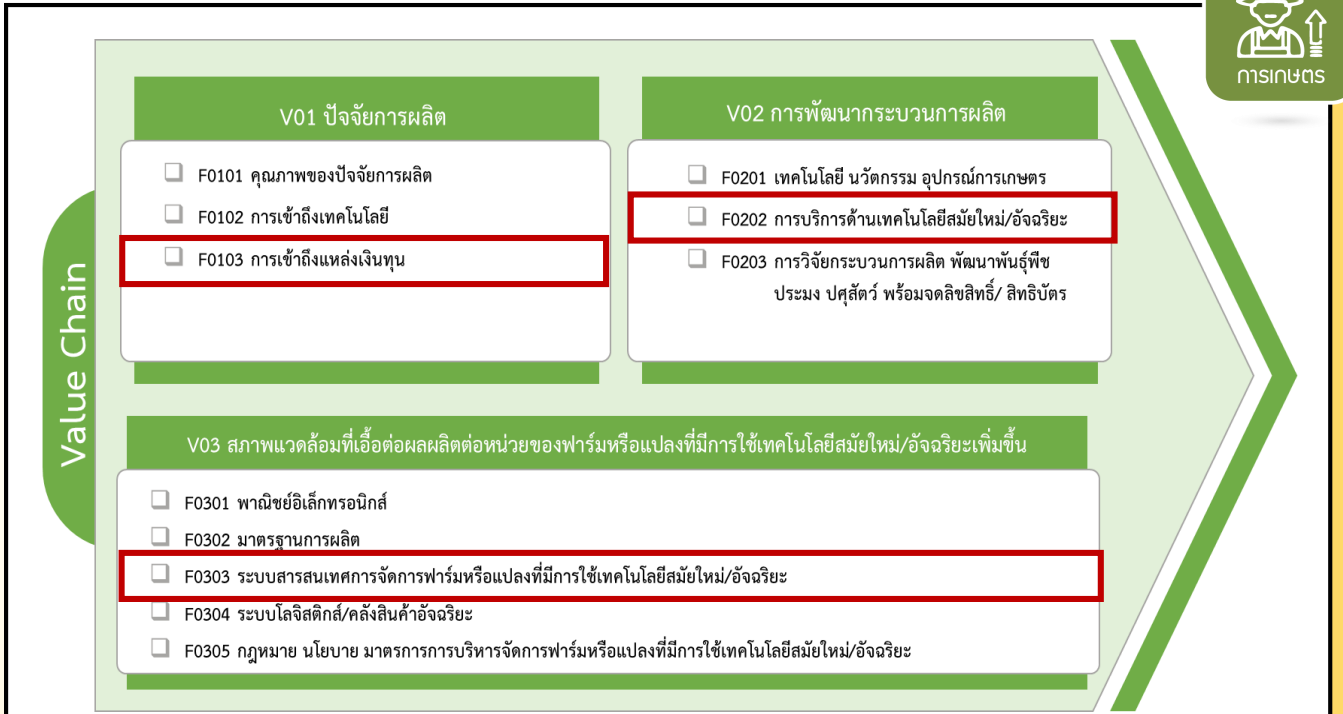 การเกษตร
Value Chain
V01 ปัจจัยการผลิต
F0101 คุณภาพของปัจจัยการผลิต
F0102 การเข้าถึงเทคโนโลยี
F0103 การเข้าถึงแหล่งเงินทุน
V02 การพัฒนากระบวนการผลิต
F0201 เทคโนโลยี นวัตกรรม อุปกรณ์การเกษตร
F0202 การบริการด้านเทคโนโลยีสมัยใหม่/อัจฉริยะ
F0203 การวิจัยกระบวนการผลิต พัฒนาพันธุ์พืช
ประมง ปศุสัตว์ พร้อมจดลิขสิทธิ์/ สิทธิบัตร
V03 สภาพแวดล้อมที่เอื้อต่อผลผลิตต่อหน่วยของฟาร์มหรือแปลงที่มีการใช้เทคโนโลยีสมัยใหม่/อัจฉริยะเพิ่มขึ้น
F0301 พาณิชย์อิเล็กทรอนิกส์
F0302 มาตรฐานการผลิต
F0303 ระบบสารสนเทศการจัดการฟาร์มหรือแปลงที่มีการใช้เทคโนโลยีสมัยใหม่/อัจฉริยะ
F0304 ระบบโลจิสติกส์/คลังสินค้าอัจฉริยะ
F0305 กฎหมาย นโยบาย มาตรการการบริหารจัดการฟาร์มหรือแปลงที่มีการใช้เทคโนโลยีสมัยใหม่/อัจฉริยะ